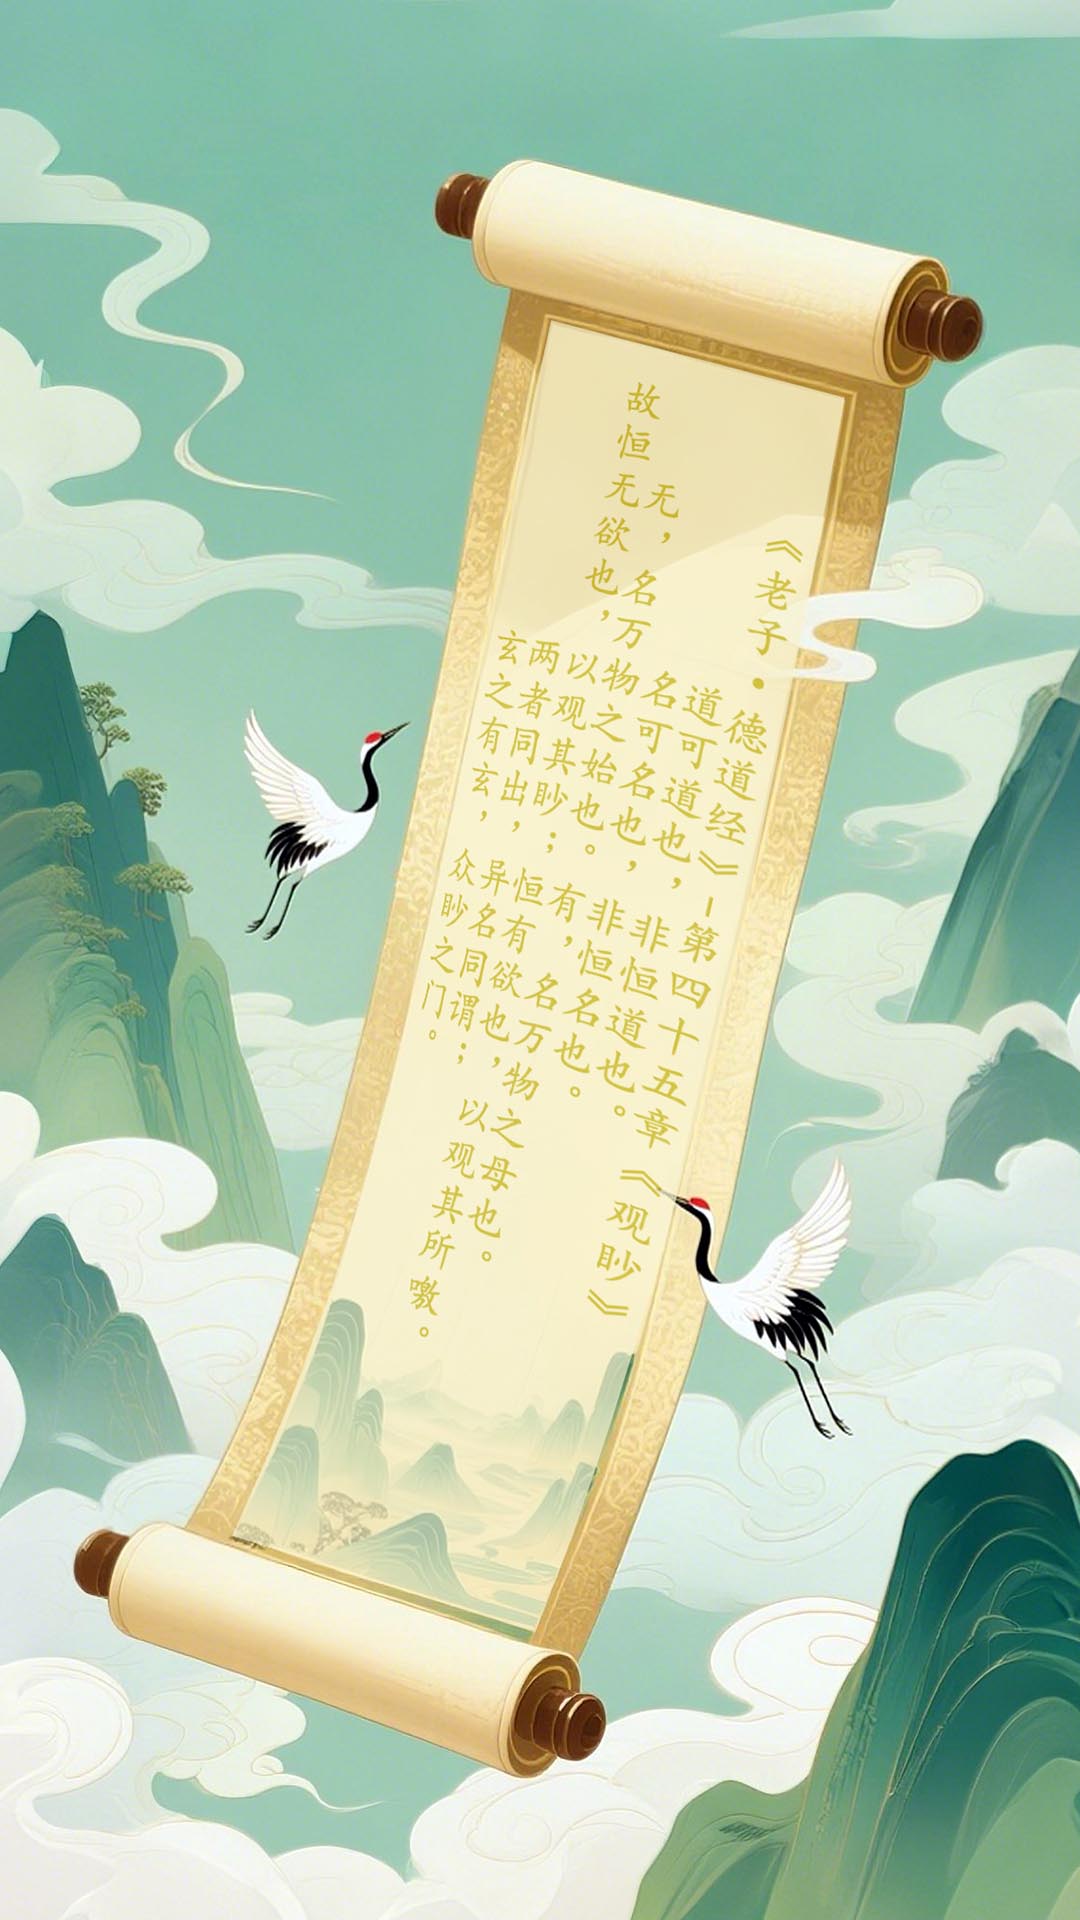 《老子·德道经》-第四十五章《观眇》
道可道也，非恒道也。
名可名也，非恒名也。
无，名万物之始也。有，名万物之母也。
故恒无欲也，以观其眇；恒有欲也，以观其所噭。
两者同出，异名同谓；
玄之有玄，众眇之门。